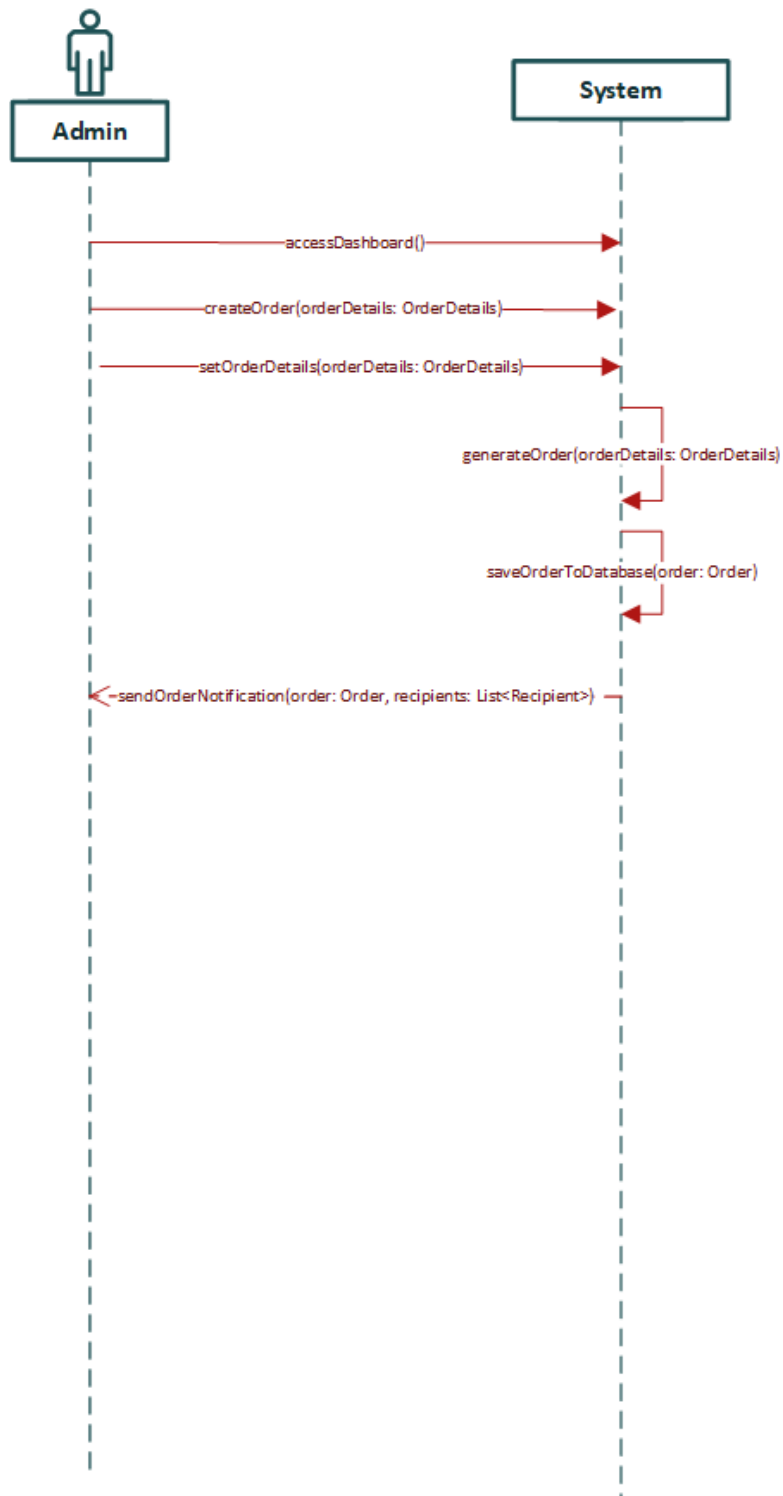 Admin
System
accessDashboard()
createOrder(orderDetails: OrderDetails)
setOrderDetails(orderDetails: OrderDetails)
generateOrder(orderDetails: OrderDetails)
saveOrderToDatabase(order: Order)
sendOrderNotification(order: Order, recipients: List<Recipient>)